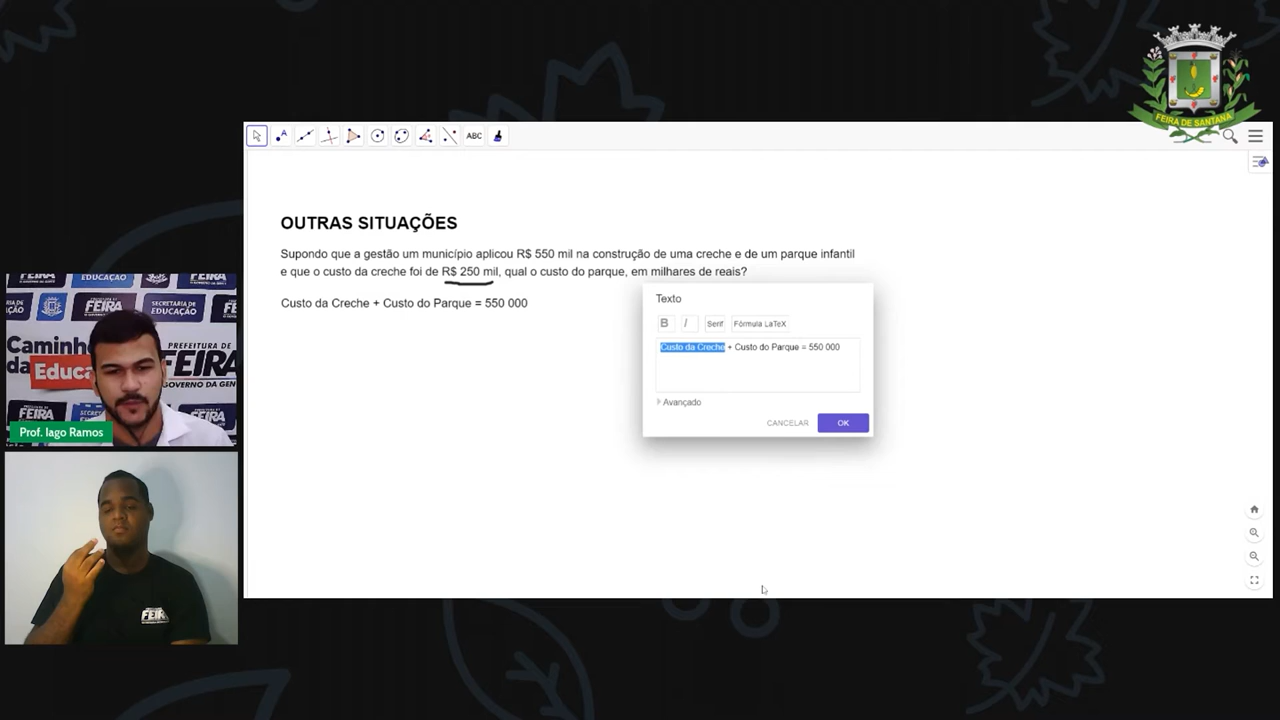 FEIRA DE SANTANA
ABC
OUTRAS SITUAÇÕES
Supondo que a gestão um município aplicou R$ 550 mil na construção de uma creche e de um parque infantil
e que o custo da creche foi de R$ 250 mil, qual o custo do parque, em milhares de reais?
Custo da Creche + Custo do Parque = 550 000
Texto
B I Serif Fórmula LaTeX
Custo da Creche + Custo do Parque = 550 000
Avançado
CANCELAR OK
EDUCAÇÃO
SECRETARIA DE
EDUCAÇÃO
Caminho
da Educa
PREFEITURA DE
FEIRA
GOVERNO DA GEN
FEIRA
Prof. Iago Ramos
FEIRA